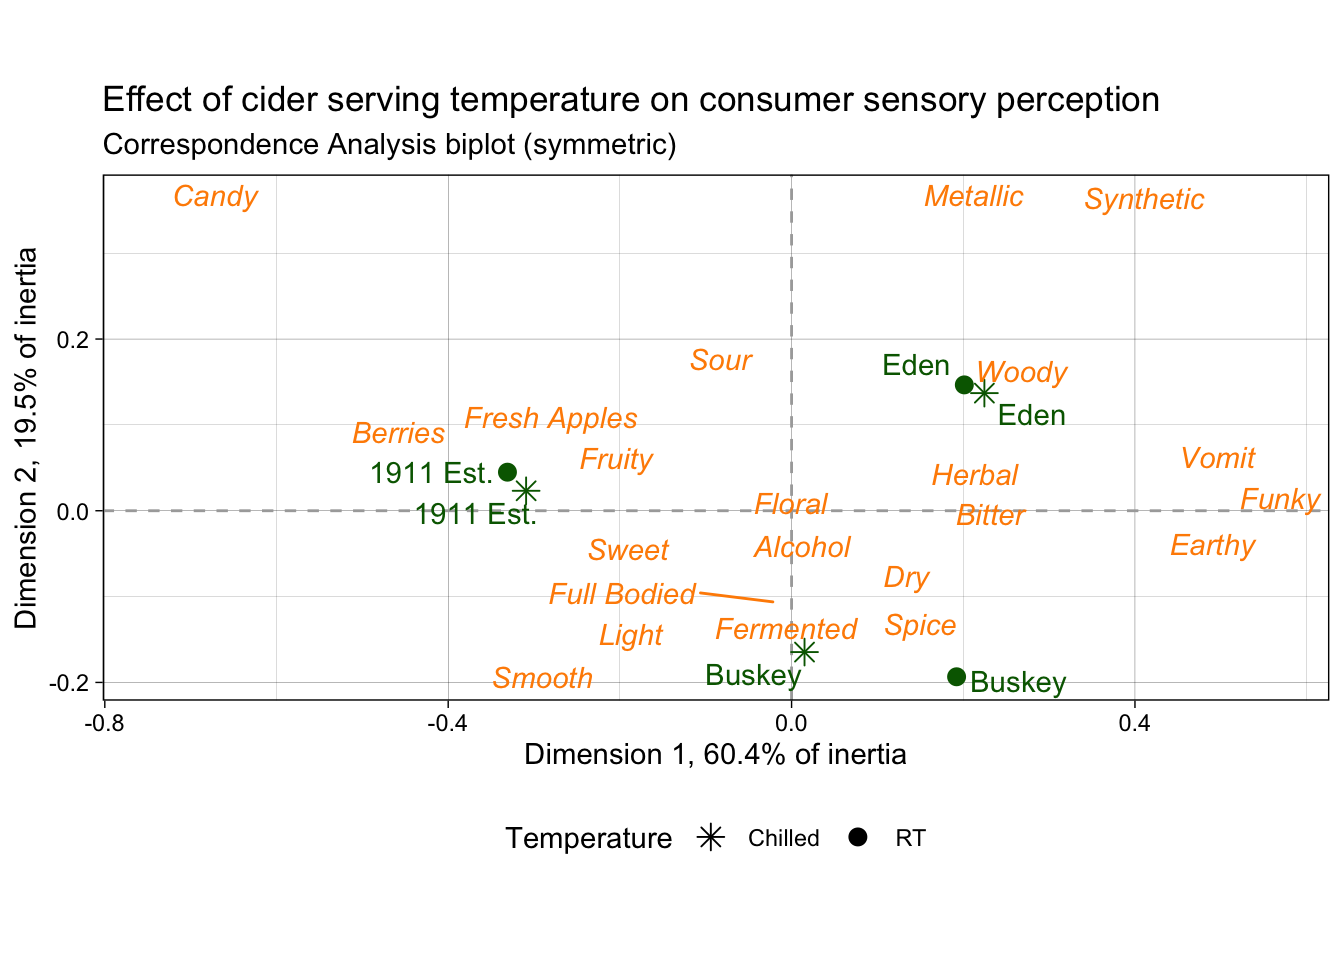 Effect of cider serving temperature on consumer sensory perception
Correspondence Analysis biplot (symmetric)
Candy
Metallic
Synthetic
Sour
Eden
Woody
Eden
Fresh Apples
Berries
Fruity
Vomit
1911 Est.
Herbal
Funky
1911 Est.
Floral
Bitter
Sweet
Alcohol
Earthy
Dry
Full Bodied
Light
Fermented
Spice
Smooth
Buskey
Buskey
0.2
0.0
-0.2
Dimension 2, 19.5% of inertia
-0.8
-0.4
0.0
0.4
Dimension 1, 60.4% of inertia
Temperature Chilled RT